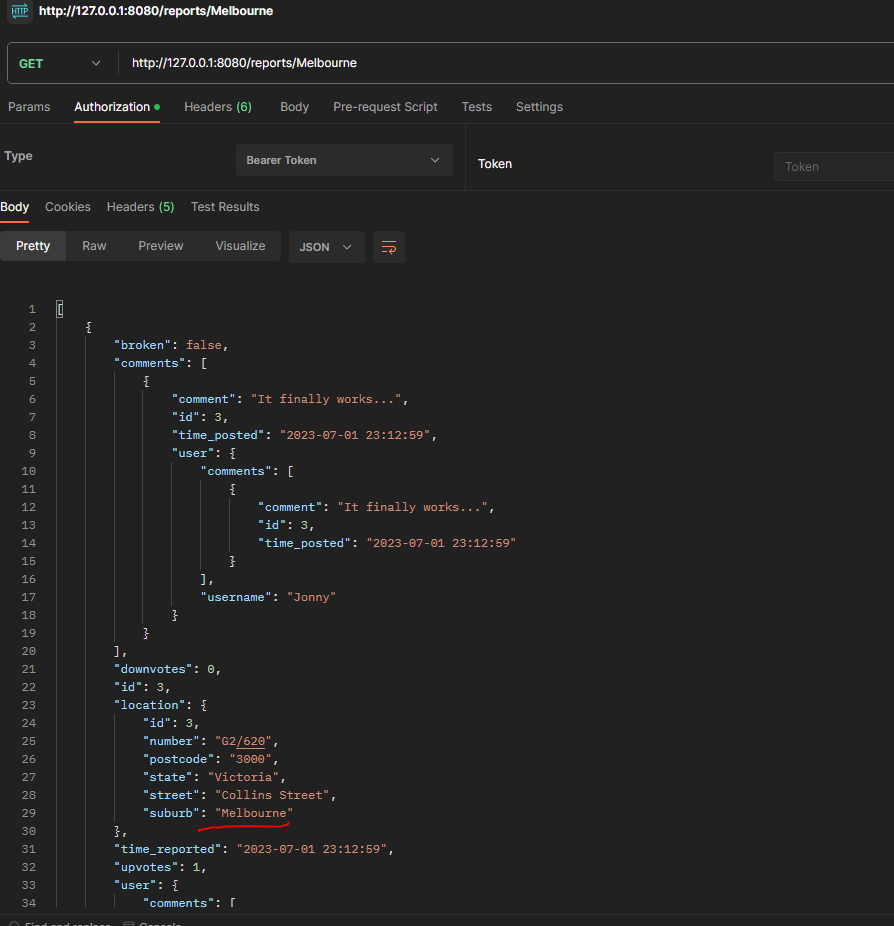 HTTP http://127.0.0.1:8080/reports/Melbourne
GET http://127.0.0.1:8080/reports/Melbourne
Params Authorization Headers (6) Body Pre-request Script Tests Settings
Type Bearer Token Token Token
Body Cookies Headers (5) Test Results
Pretty Raw Preview Visualize JSON
1 [
2 {
3 "broken": false,
4 "comments": [
5 {
6 "comment": "It finally works...",
7 "id": 3,
8 "time_posted": "2023-07-01 23:12:59",
9 "user": {
10 "comments": [
11 {
12 "comment": "It finally works...",
13 "id": 3,
14 "time_posted": "2023-07-01 23:12:59"
15 }
16 ],
17 "username": "Jonny"
18 }
19 }
20 ],
21 "downvotes": 0,
22 "id": 3,
23 "location": {
24 "id": 3,
25 "number": "G2/620",
26 "postcode": "3000",
27 "state": "Victoria",
28 "street": "Collins Street",
29 "suburb": "Melbourne"
30 },
31 "time_reported": "2023-07-01 23:12:59",
32 "upvotes": 1,
33 "user": {
34 "comments": [
Find and replace Console